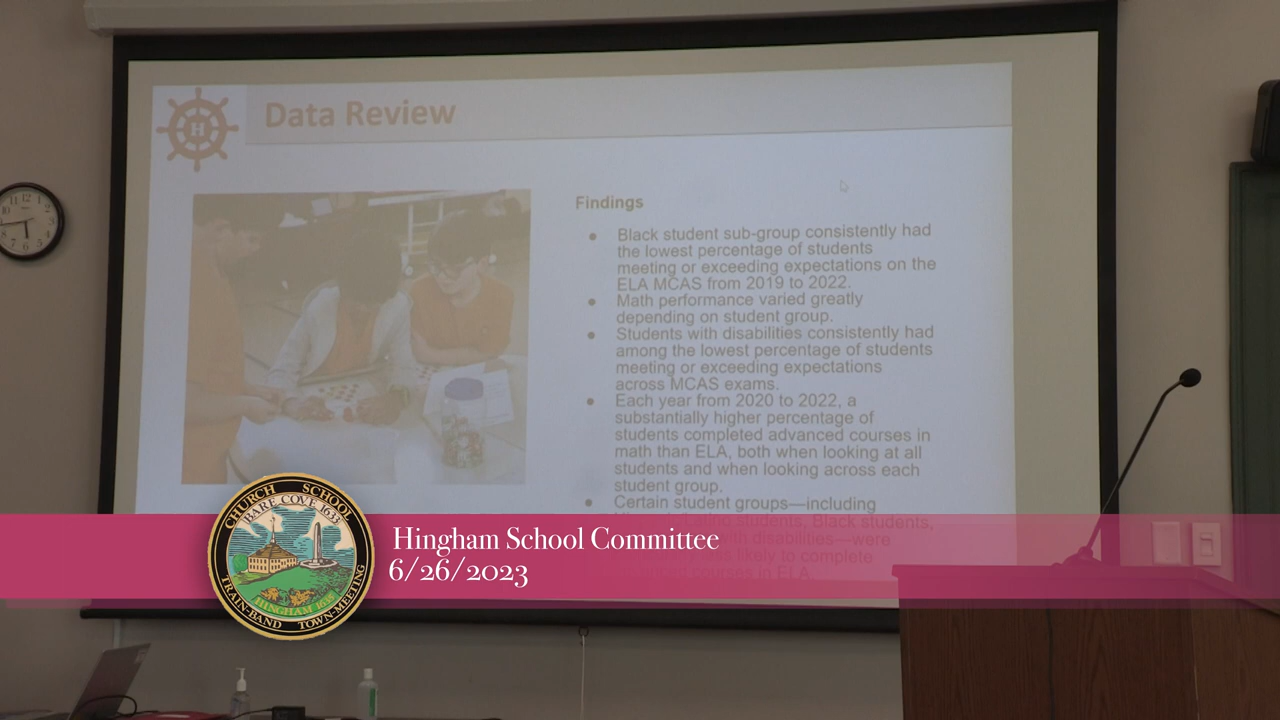 Data Review
H
Findings
● Black student sub-group consistently had
the lowest percentage of students
meeting or exceeding expectations on the
ELA MCAS from 2019 to 2022.
● Math performance varied greatly
depending on student group.
● Students with disabilities consistently had
among the lowest percentage of students
meeting or exceeding expectations
across MCAS exams.
● Each year from 2020 to 2022, a
substantially higher percentage of
students completed advanced courses in
math than ELA, both when looking at all
students and when looking across each
student group.
● Certain student groups—including
students, Black students,
disabilities—were
likely to complete
courses in ELA.
Hingham School Committee
6/26/2023
CHURCH SCHOOL
BARE COVE 1633
HINGHAM 1635
TRAIN-BAND TOWN-MEETING